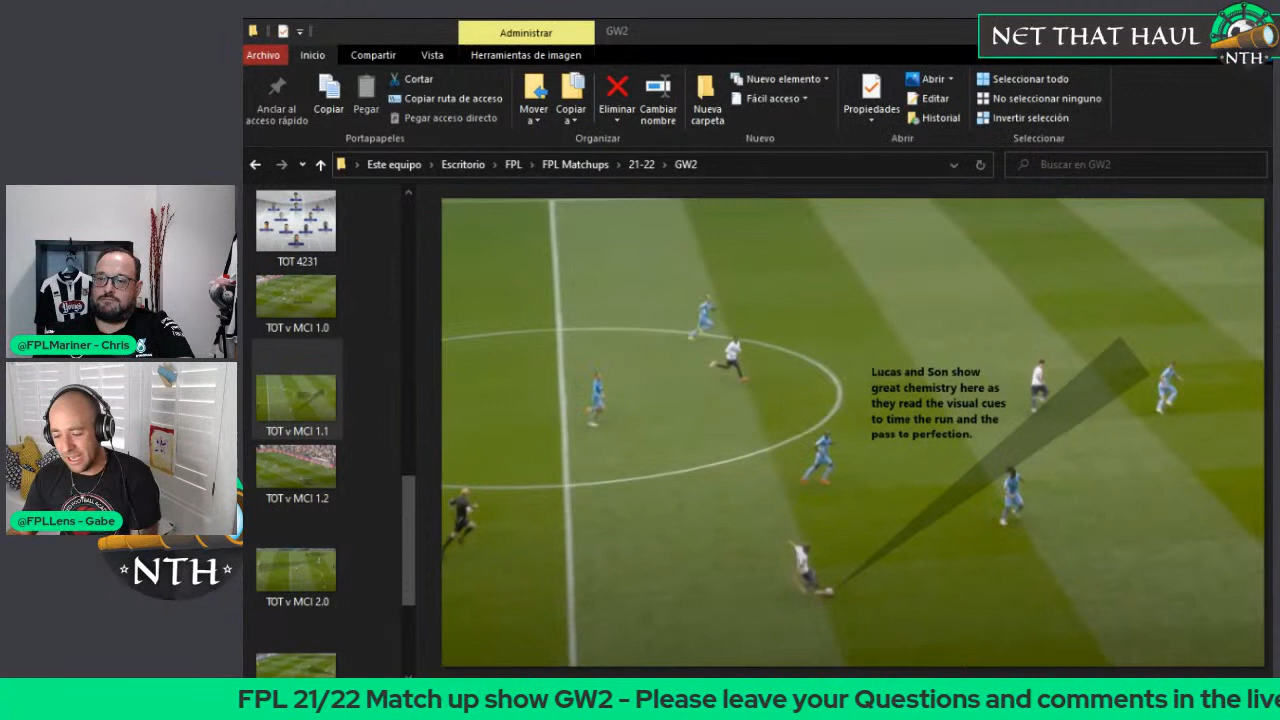 Administrar
GW2
NET THAT HAUL
NTH
Archivo
Inicio
Compartir
Vista
Herramientas de imagen
Anclar al
acceso rápido
Copiar
Pegar
Cortar
Copiar ruta de acceso
Pegar acceso directo
Portapapeles
Mover
a
Copiar
a
Eliminar
Cambiar
nombre
Organizar
Nueva
carpeta
Nuevo elemento
Fácil acceso
Nuevo
Propiedades
Abrir
Editar
Historial
Abrir
Seleccionar todo
No seleccionar ninguno
Invertir selección
Seleccionar
Este equipo
Escritorio
FPL
FPL Matchups
21-22
GW2
Buscar en GW2
TOT 4231
TOT v MCI 1.0
TOT v MCI 1.1
TOT v MCI 1.2
TOT v MCI 2.0
Lucas and Son show
great chemistry here as
they read the visual cues
to time the run and the
pass to perfection.
@FPLMariner - Chris
@FPLLens - Gabe
NTH
FPL 21/22 Match up show GW2 - Please leave your Questions and comments in the live